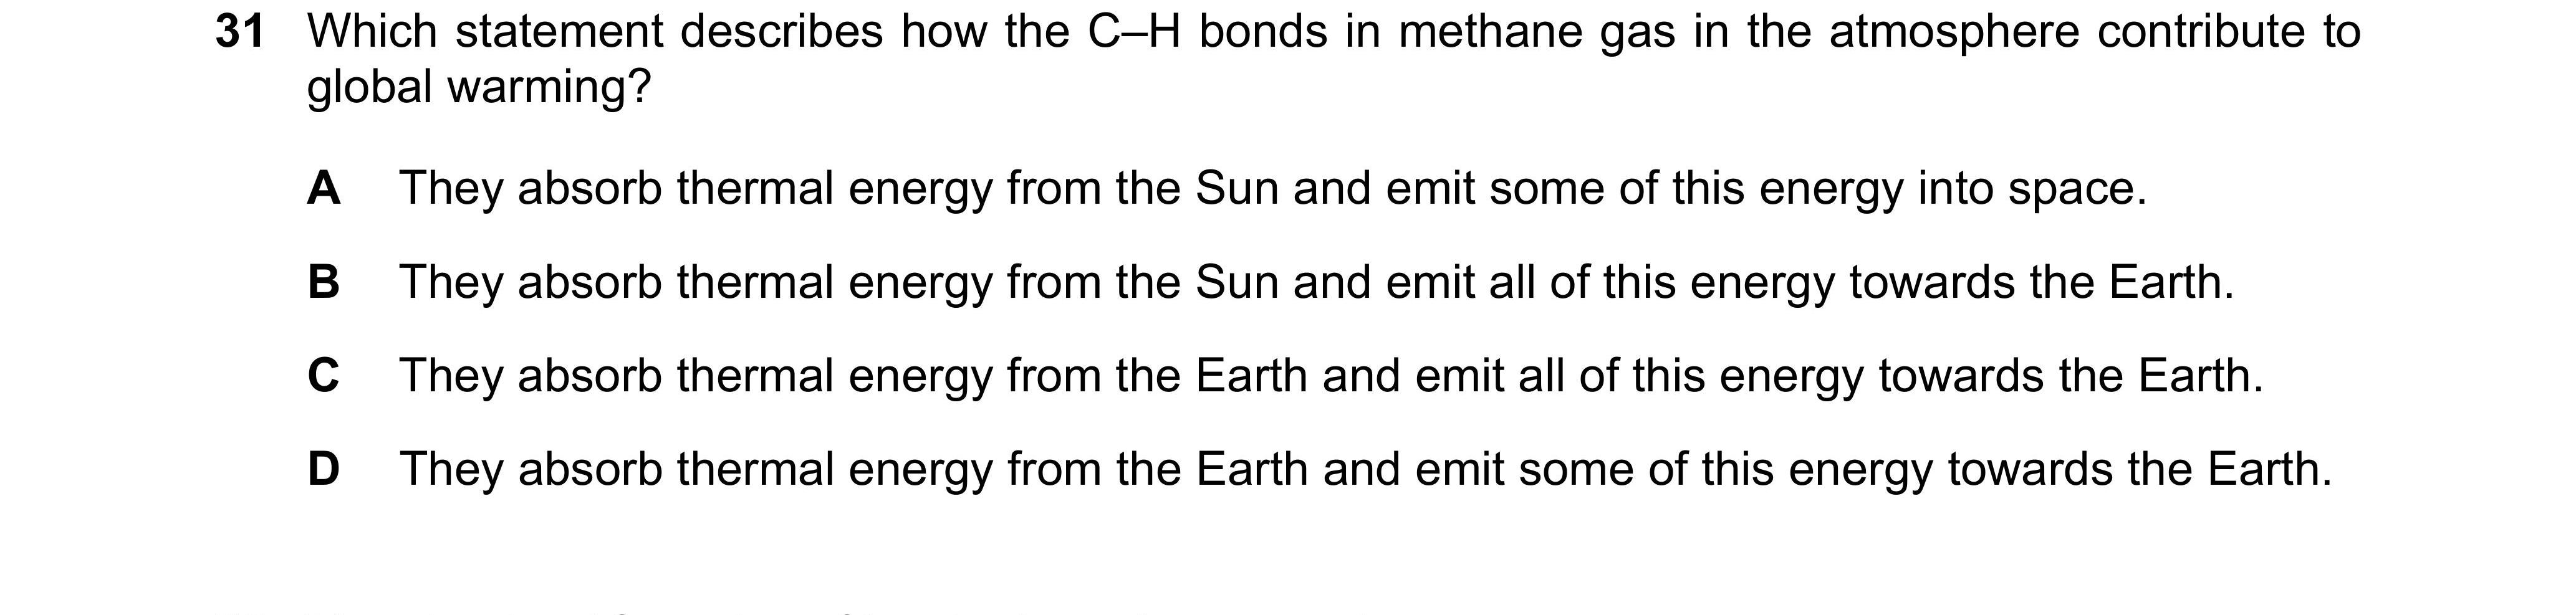 31 Which statement describes how the C–H bonds in methane gas in the atmosphere contribute to
global warming?
A They absorb thermal energy from the Sun and emit some of this energy into space.
B They absorb thermal energy from the Sun and emit all of this energy towards the Earth.
C They absorb thermal energy from the Earth and emit all of this energy towards the Earth.
D They absorb thermal energy from the Earth and emit some of this energy towards the Earth.